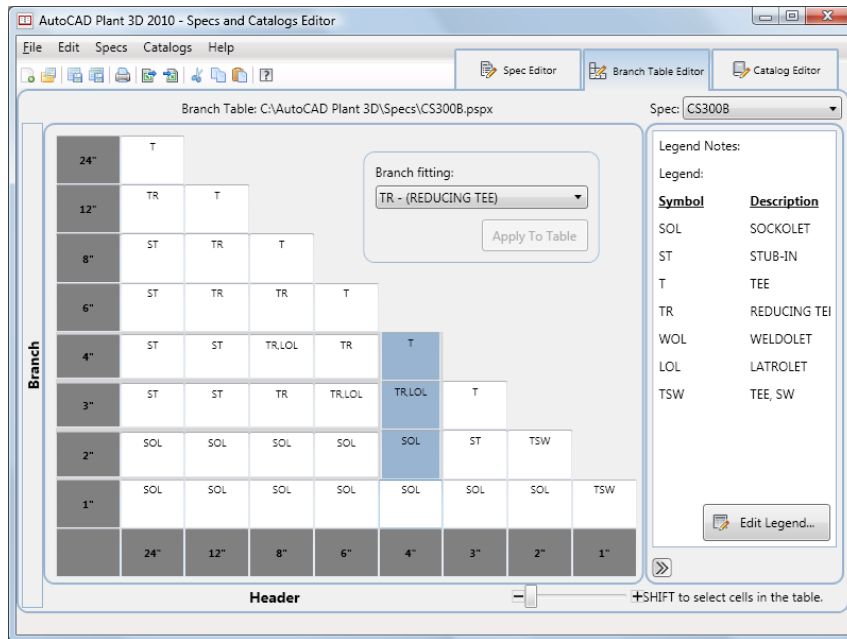 AutoCAD Plant 3D 2010 - Specs and Catalogs Editor
File Edit Specs Catalogs Help
Spec Editor Branch Table Editor Catalog Editor
Branch Table: C:\AutoCAD Plant 3D\Specs\CS300B.pspx Spec: CS300B
Branch
24" T
12" TR T
8" ST TR T
6" ST TR TR T
4" ST ST TR,LOL TR T
3" ST ST TR TR,LOL TR,LOL T
2" SOL SOL SOL SOL SOL ST TSW
1" SOL SOL SOL SOL SOL SOL SOL TSW
24" 12" 8" 6" 4" 3" 2" 1"
Header
Branch fitting:
TR - (REDUCING TEE)
Apply To Table
Legend Notes:
Legend:
Symbol Description
SOL SOCKOLET
ST STUB-IN
T TEE
TR REDUCING TEI
WOL WELDOLET
LOL LATROLET
TSW TEE, SW
Edit Legend...
SHIFT to select cells in the table.